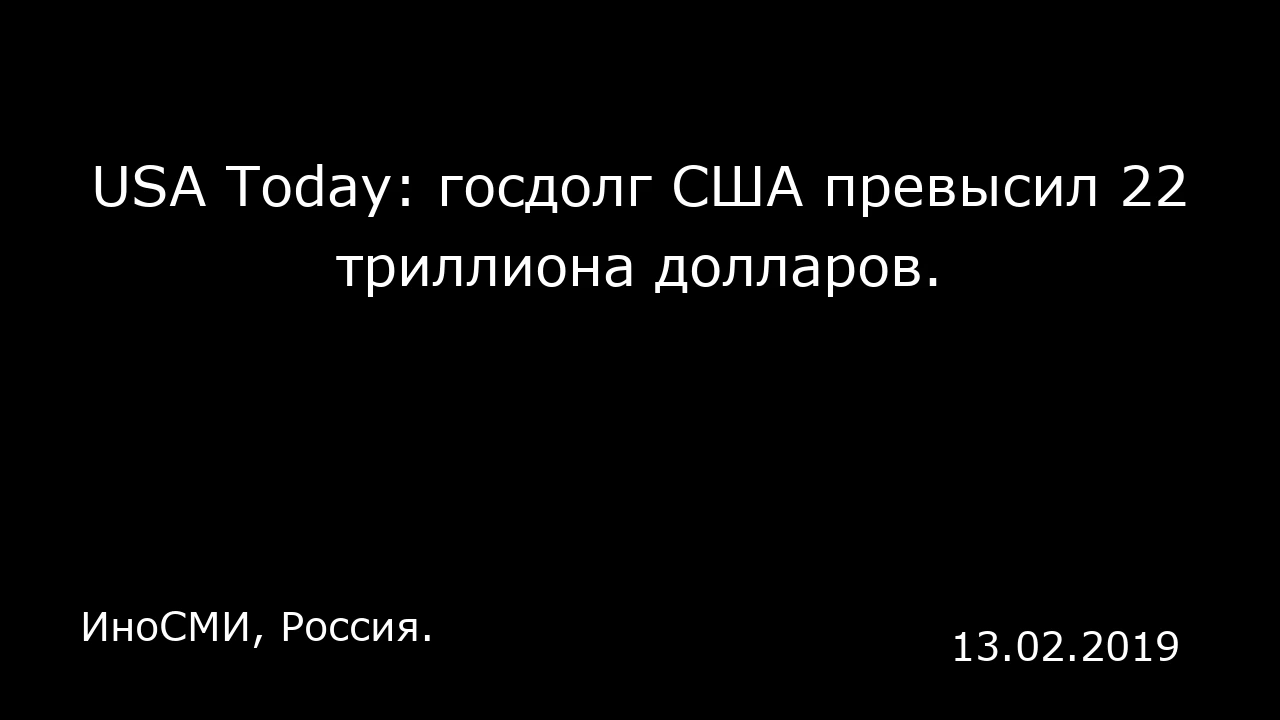 USA Today: госдолг США превысил 22
триллиона долларов.
ИноСМИ, Россия.
13.02.2019